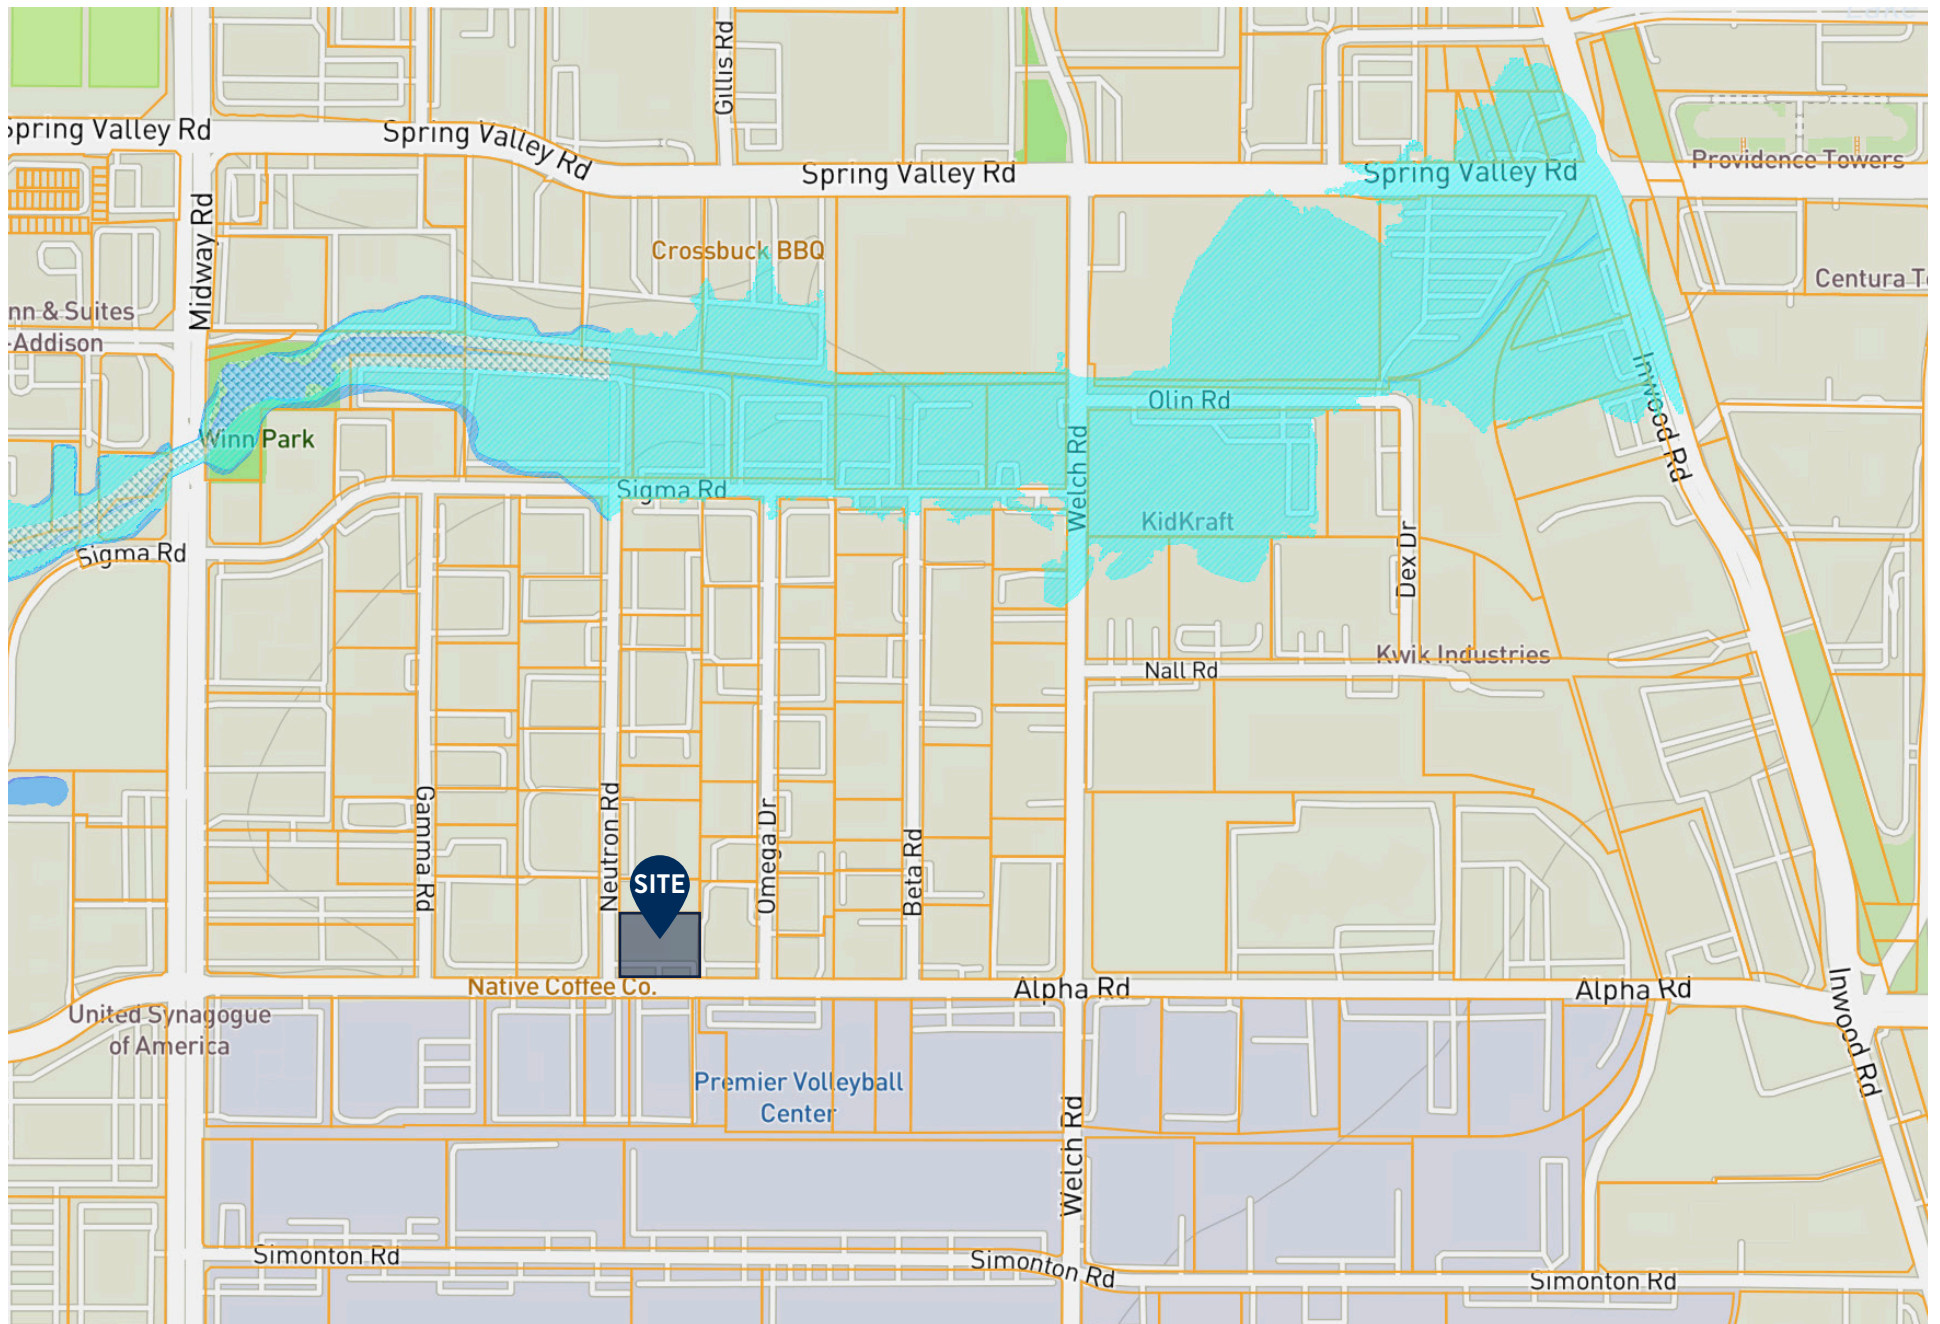 Gillis Rd
Spring Valley Rd
Spring Valley Rd
Spring Valley Rd
Spring Valley Rd
Providence Towers
Midway Rd
Crossbuck BBQ
Centura T
nn & Suites
-Addison
Olin Rd
Inwood Rd
Winn Park
Welch Rd
Sigma Rd
KidKraft
Sigma Rd
Dex Dr
Kwik Industries
Nall Rd
Gamma Rd
Neutron Rd
Omega Dr
Beta Rd
SITE
Native Coffee Co.
Alpha Rd
Alpha Rd
Inwood Rd
United Synagogue
of America
Premier Volleyball
Center
Welch Rd
Simonton Rd
Simonton Rd
Simonton Rd